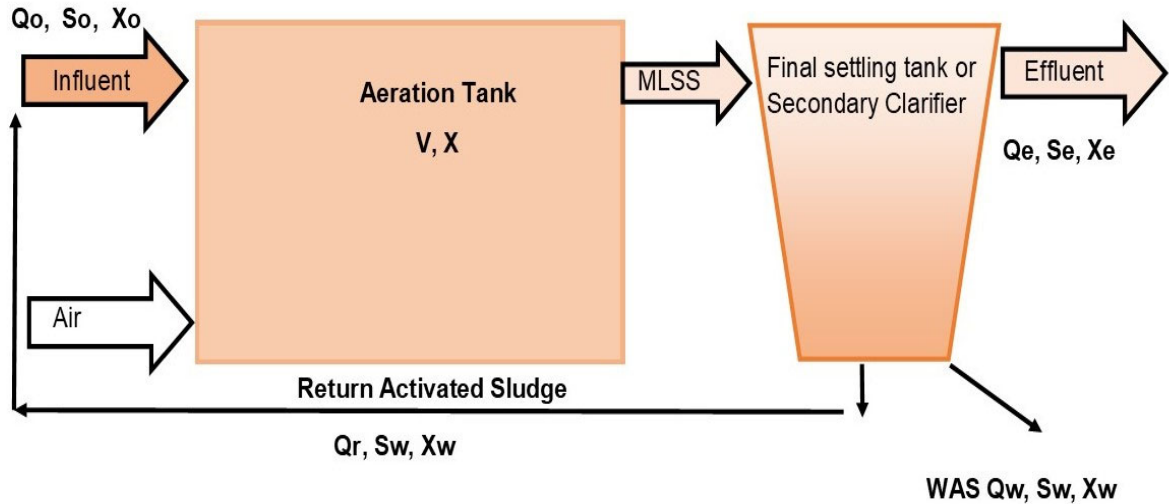 Qo, So, Xo
Influent
Aeration Tank
V, X
MLSS
Final settling tank or
Secondary Clarifier
Effluent
Qe, Se, Xe
Air
Return Activated Sludge
Qr, Sw, Xw
WAS Qw, Sw, Xw